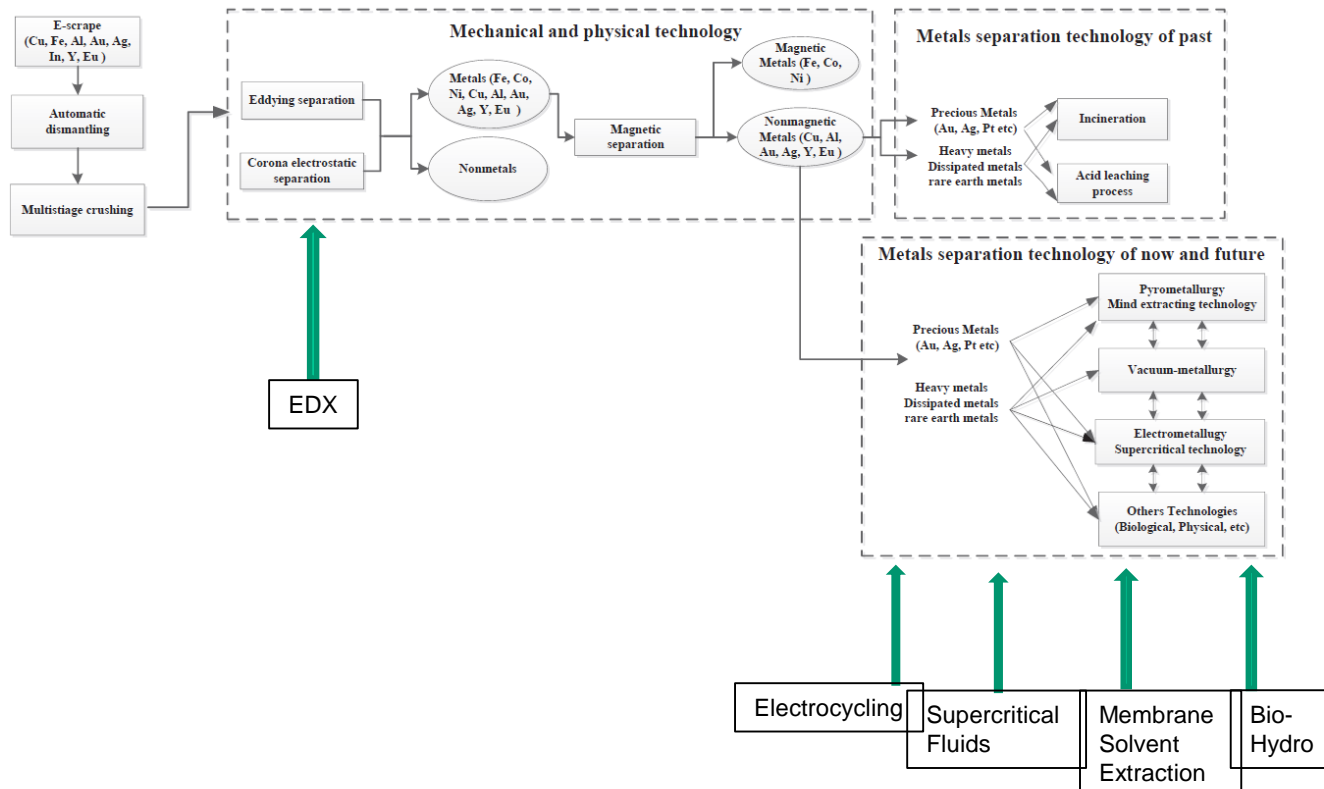 E-scrape
(Cu, Fe, Al, Au, Ag,
In, Y, Eu )
Automatic
dismantling
Multistiage crushing
Mechanical and physical technology
Eddying separation
Corona electrostatic
separation
Metals (Fe, Co,
Ni, Cu, Al, Au,
Ag, Y, Eu )
Nonmetals
Magnetic
separation
Magnetic
Metals (Fe, Co,
Ni )
Nonmagnetic
Metals (Cu, Al,
Au, Ag, Y, Eu )
Metals separation technology of past
Precious Metals
(Au, Ag, Pt etc)
Heavy metals
Dissipated metals
rare earth metals
Incineration
Acid leaching
process
Metals separation technology of now and future
Precious Metals
(Au, Ag, Pt etc)
Heavy metals
Dissipated metals
rare earth metals
Pyrometallurgy
Mind extracting technology
Vacuum-metallurgy
Electrometallugy
Supercritical technology
Others Technologies
(Biological, Physical, etc)
EDX
Electrocycling
Supercritical
Fluids
Membrane
Solvent
Extraction
Bio-
Hydro